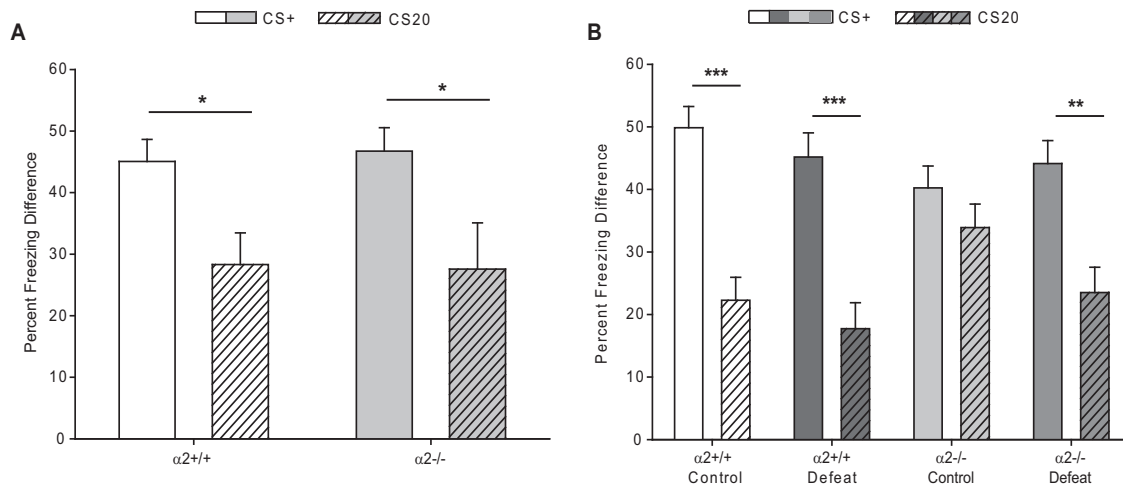 A
CS+
CS20
Percent Freezing Difference
60
50
40
30
20
10
0
*
*
α2+/+
α2-/-
B
CS+
CS20
Percent Freezing Difference
60
50
40
30
20
10
0
***
***
**
α2+/+
Control
α2+/+
Defeat
α2-/-
Control
α2-/-
Defeat